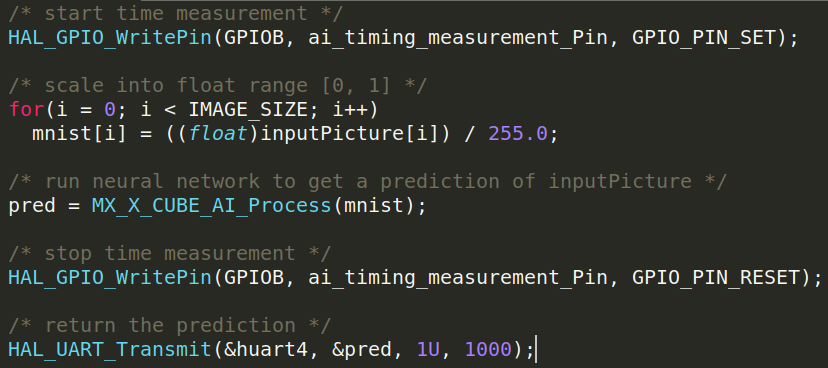 /* start time measurement */
HAL_GPIO_WritePin(GPIOB, ai_timing_measurement_Pin, GPIO_PIN_SET);
/* scale into float range [0, 1] */
for(i = 0; i < IMAGE_SIZE; i++)
  mnist[i] = ((float)inputPicture[i]) / 255.0;
/* run neural network to get a prediction of inputPicture */
pred = MX_X_CUBE_AI_Process(mnist);
/* stop time measurement */
HAL_GPIO_WritePin(GPIOB, ai_timing_measurement_Pin, GPIO_PIN_RESET);
/* return the prediction */
HAL_UART_Transmit(&huart4, &pred, 1U, 1000);